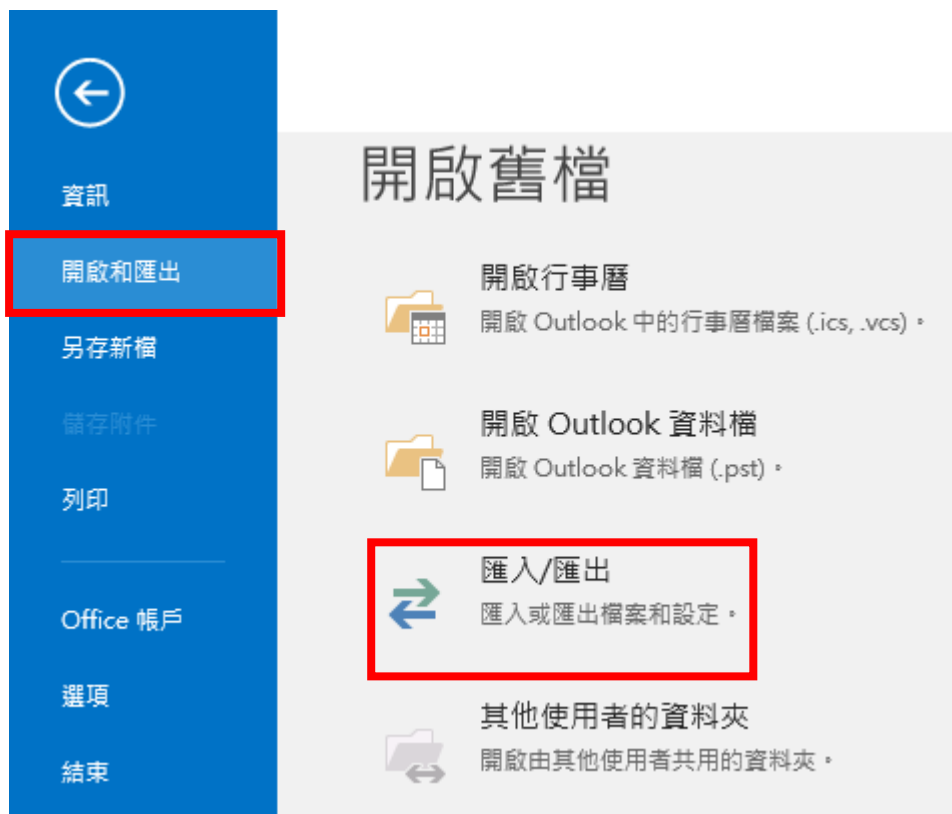 資訊
開啟和匯出
另存新檔
儲存附件
列印
Office 帳戶
選項
結束
開啟舊檔
開啟行事曆
開啟 Outlook 中的行事曆檔案 (.ics, .vcs)。
開啟 Outlook 資料檔
開啟 Outlook 資料檔 (.pst)。
匯入/匯出
匯入或匯出檔案和設定。
其他使用者的資料夾
開啟由其他使用者共用的資料夾。